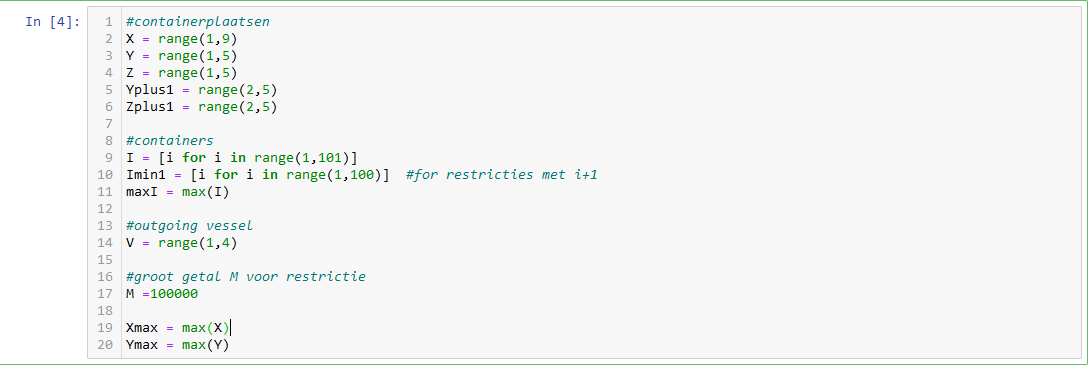 In [4]:
1 #containerplaatsen
2 X = range(1,9)
3 Y = range(1,5)
4 Z = range(1,5)
5 Yplus1 = range(2,5)
6 Zplus1 = range(2,5)
7
8 #containers
9 I = [i for i in range(1,101)]
10 Imin1 = [i for i in range(1,100)]  #for restricties met i+1
11 maxI = max(I)
12
13 #outgoing vessel
14 V = range(1,4)
15
16 #groot getal M voor restrictie
17 M =100000
18
19 Xmax = max(X)
20 Ymax = max(Y)